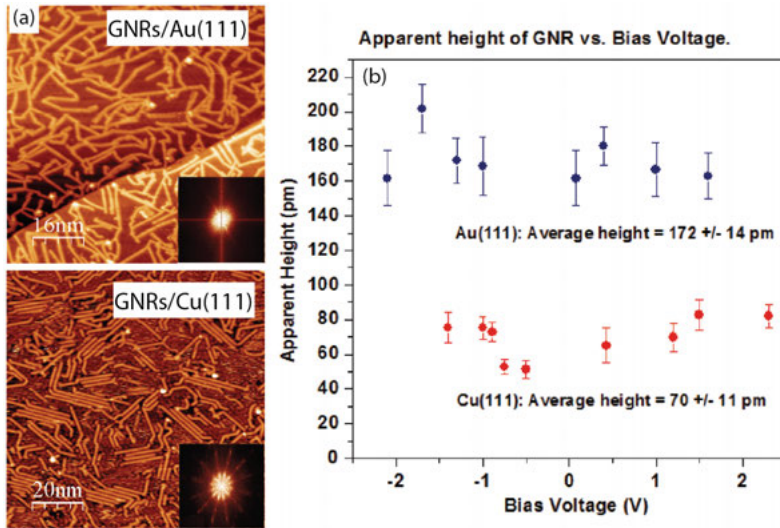 (a)
GNRs/Au(111)
16nm
GNRs/Cu(111)
20nm
Apparent height of GNR vs. Bias Voltage.
(b)
220
200
180
160
140
120
100
80
60
40
20
0
Apparent Height (pm)
Au(111): Average height = 172 +/- 14 pm
Cu(111): Average height = 70 +/- 11 pm
-2
-1
0
1
2
Bias Voltage (V)